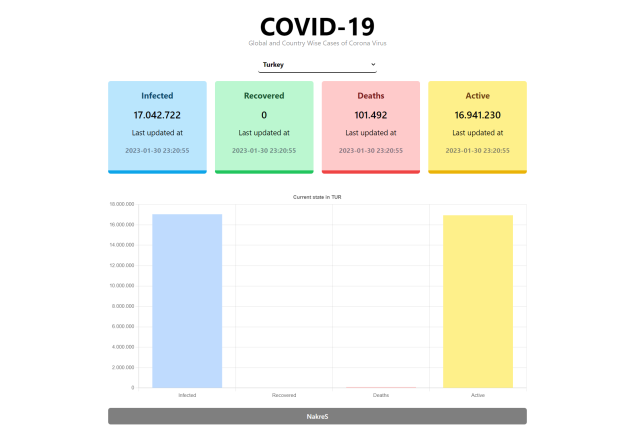 COVID-19
Global and Country Wise Cases of Corona Virus
Turkey
Infected
17.042.722
Last updated at
2023-01-30 23:20:55
Recovered
0
Last updated at
2023-01-30 23:20:55
Deaths
101.492
Last updated at
2023-01-30 23:20:55
Active
16.941.230
Last updated at
2023-01-30 23:20:55
Current state in TUR
18.000.000
16.000.000
14.000.000
12.000.000
10.000.000
8.000.000
6.000.000
4.000.000
2.000.000
0
Infected
Recovered
Deaths
Active
NakreS